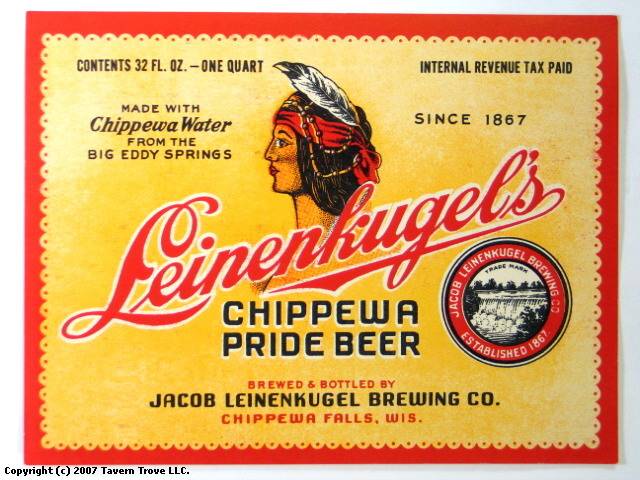 CONTENTS 32 FL. OZ. — ONE QUART
INTERNAL REVENUE TAX PAID
MADE WITH
Chippewa Water
FROM THE
BIG EDDY SPRINGS
SINCE 1867
Leinenkugel's
CHIPPEWA
PRIDE BEER
JACOB LEINENKUGEL BREWING CO
TRADE MARK
ESTABLISHED 1867
BREWED & BOTTLED BY
JACOB LEINENKUGEL BREWING CO.
CHIPPEWA FALLS, WIS.
Copyright (c) 2007 Tavern Trove LLC.